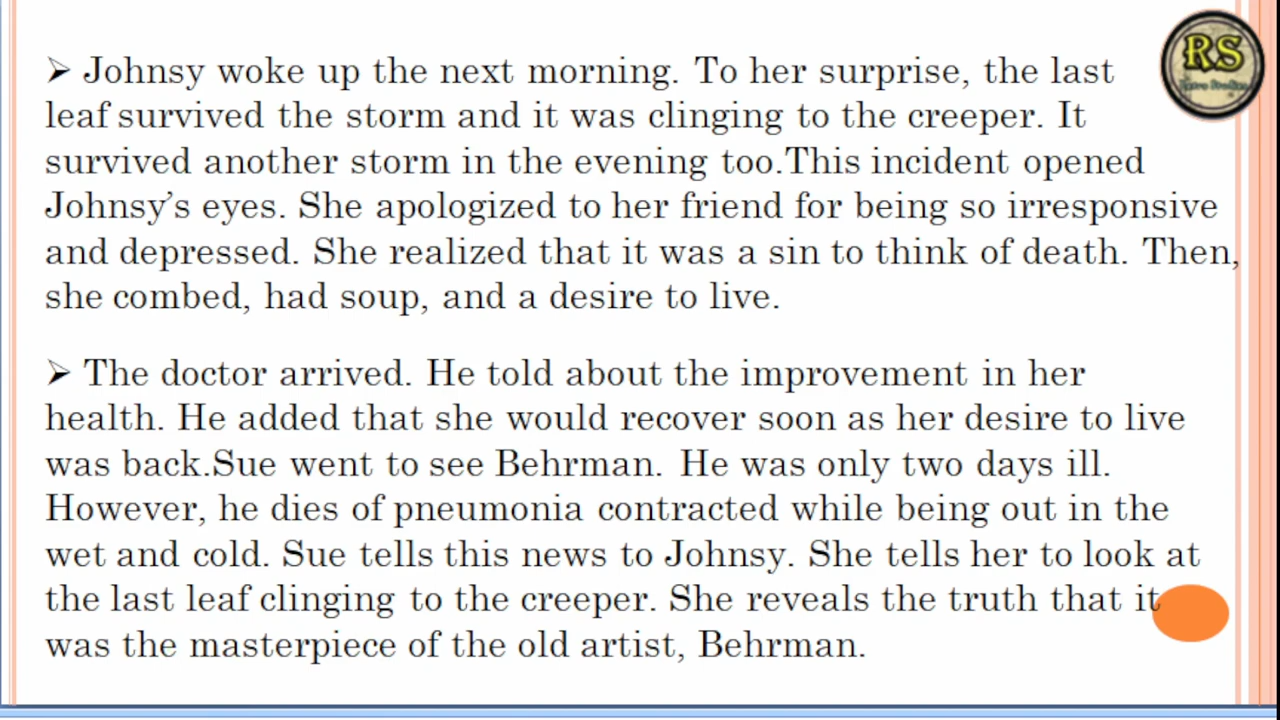 ➢ Johnsy woke up the next morning. To her surprise, the last
leaf survived the storm and it was clinging to the creeper. It
survived another storm in the evening too.This incident opened
Johnsy’s eyes. She apologized to her friend for being so irresponsive
and depressed. She realized that it was a sin to think of death. Then,
she combed, had soup, and a desire to live.
➢ The doctor arrived. He told about the improvement in her
health. He added that she would recover soon as her desire to live
was back.Sue went to see Behrman. He was only two days ill.
However, he dies of pneumonia contracted while being out in the
wet and cold. Sue tells this news to Johnsy. She tells her to look at
the last leaf clinging to the creeper. She reveals the truth that it
was the masterpiece of the old artist, Behrman.
RS